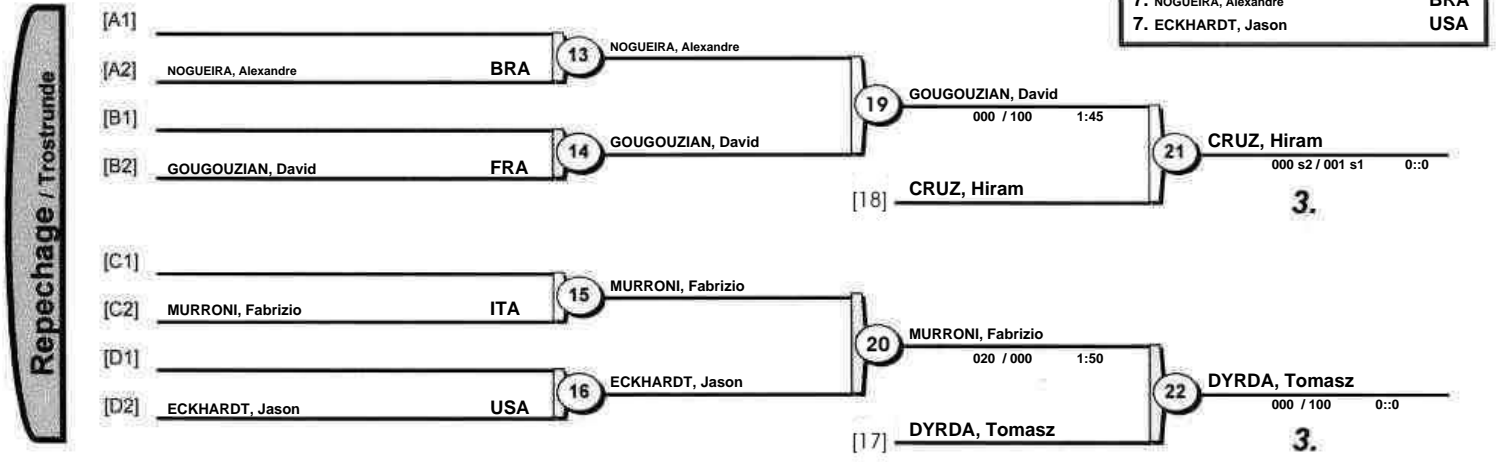 7. NOGUEIRA, Alexandre BRA
7. ECKHARDT, Jason USA
Repechage / Trostrunde
[A1]
[A2] NOGUEIRA, Alexandre BRA
13
NOGUEIRA, Alexandre
[B1]
[B2] GOUGOUZIAN, David FRA
14
GOUGOUZIAN, David
19
GOUGOUZIAN, David
000 / 100 1:45
[18] CRUZ, Hiram
21
CRUZ, Hiram
000 s2 / 001 s1 0::0
3.
[C1]
[C2] MURRONI, Fabrizio ITA
15
MURRONI, Fabrizio
[D1]
[D2] ECKHARDT, Jason USA
16
ECKHARDT, Jason
20
MURRONI, Fabrizio
020 / 000 1:50
[17] DYRDA, Tomasz
22
DYRDA, Tomasz
000 / 100 0::0
3.